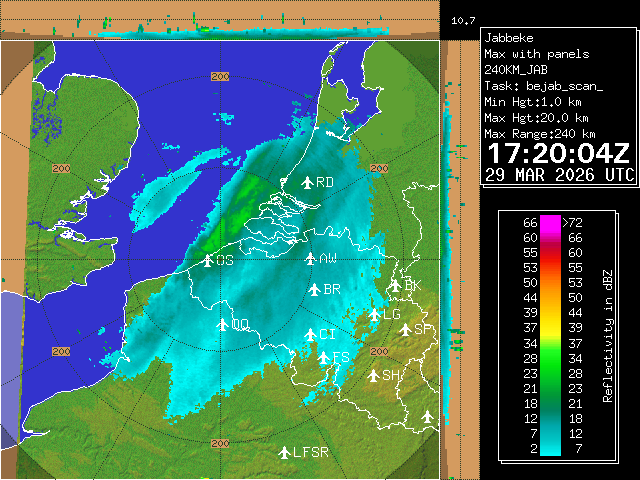 10.7
Jabbeke
Max with panels
240KM_JAB
Task: bejab_scan_
Min Hgt:1.0 km
Max Hgt:20.0 km
Max Range:240 km
17:20:04Z
29 MAR 2026 UTC
200
200
200
RD
OS
AW
BR
BK
LG
SP
QQ
CI
FS
SH
200
200
200
LFSR
66 >72
60 66
55 60
53 55
50 53
44 50
39 44
37 39
34 37
28 34
23 28
21 23
18 21
12 18
7 12
2 7
Reflectivity in dBZ